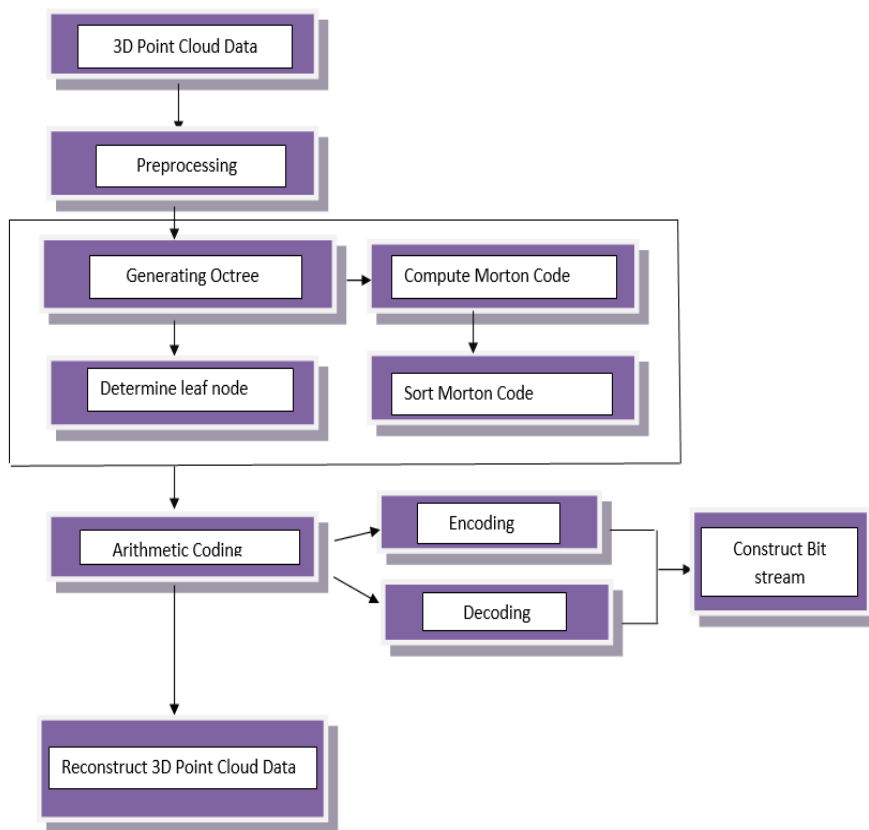 3D Point Cloud Data
Preprocessing
Generating Octree
Compute Morton Code
Determine leaf node
Sort Morton Code
Arithmetic Coding
Encoding
Decoding
Construct Bit
stream
Reconstruct 3D Point Cloud Data